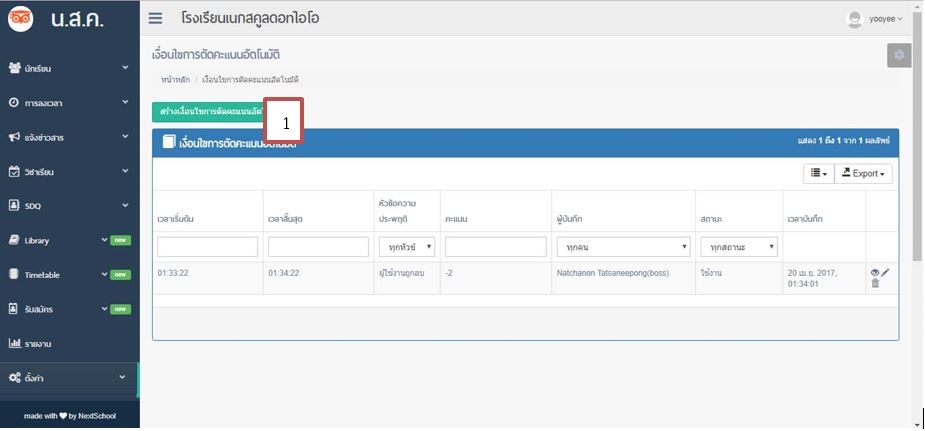 น.ส.ค.
โรงเรียนเนกสคูลดอทไอโอ
yooyee
นักเรียน
การลงเวลา
แจ้งข่าวสาร
วิชาเรียน
SDQ
Library new
Timetable new
รับสมัคร new
รายงาน
ตั้งค่า
made with by NextSchool
เงื่อนไขการตัดคะแนนอัตโนมัติ
หน้าหลัก / เงื่อนไขการตัดคะแนนอัตโนมัติ
สร้างเงื่อนไขการตัดคะแนนอัตโ
1
เงื่อนไขการตัดคะแนนอัตโนมัติ
แสดง 1 ถึง 1 จาก 1 ผลลัพธ์
Export
เวลาเริ่มต้น เวลาสิ้นสุด หัวข้อความประพฤติ คะแนน ผู้บันทึก สถานะ เวลาบันทึก
ทุกหัวข้ ทุกคน ทุกสถานะ
01:33:22 01:34:22 ผู้ใช้งานถูกลบ -2 Natchanon Tatsaneepong(boss) ใช้งาน 20 เม.ย. 2017,
01:34:01